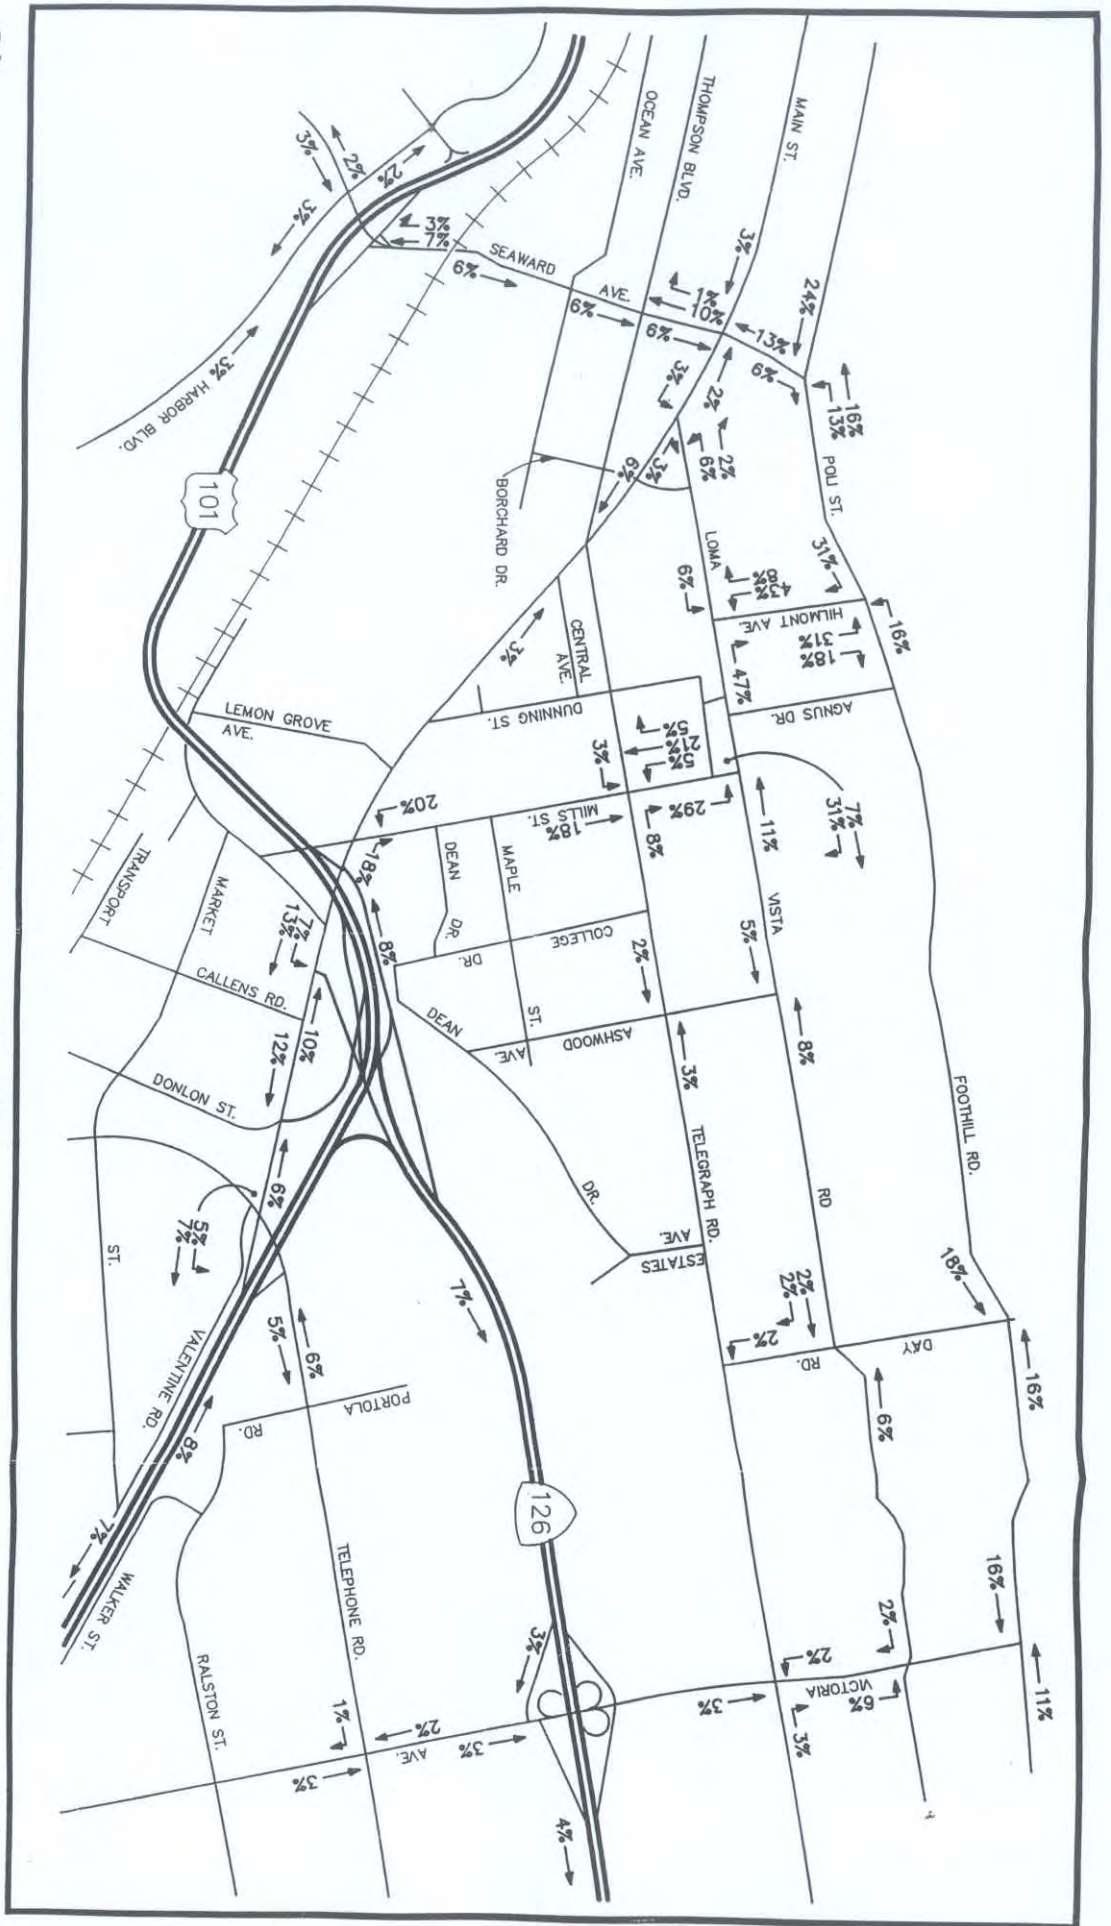 MAIN ST.
THOMPSON BLVD.
OCEAN AVE.
3%
2%
2%
3%
3%
7%
SEAWARD
AVE.
6%
6%
6%
1%
10%
3%
24%
13%
6%
16%
13%
POLI ST.
3%
HARBOR BLVD.
101
3%
2%
2%
6%
3%
6%
BORCHARD DR.
LOMA
6%
31%
8%
43%
HILMONT AVE.
16%
31%
18%
47%
AGNUS DR.
3%
CENTRAL
AVE.
DUNNING ST.
LEMON GROVE
AVE.
5%
21%
5%
3%
7%
31%
20%
MILLS ST.
18%
29%
8%
11%
VISTA
18%
DEAN
DR.
MAPLE
ST.
COLLEGE
DR.
2%
5%
TRANSPORT
MARKET
ST.
7%
13%
8%
CALLENS RD.
10%
12%
DONLON ST.
DEAN
DR.
ASHWOOD
AVE
3%
8%
FOOTHILL RD.
TELEGRAPH RD.
RD
6%
5%
7%
ESTATES
AVE.
18%
2%
2%
2%
DAY
RD.
7%
5%
6%
VALENTINE RD.
PORTOLA
RD.
16%
6%
8%
7%
126
WALKER ST.
TELEPHONE RD.
RALSTON ST.
16%
2%
3%
2%
VICTORIA
AVE.
6%
11%
3%
3%
1%
2%
3%
3%
4%